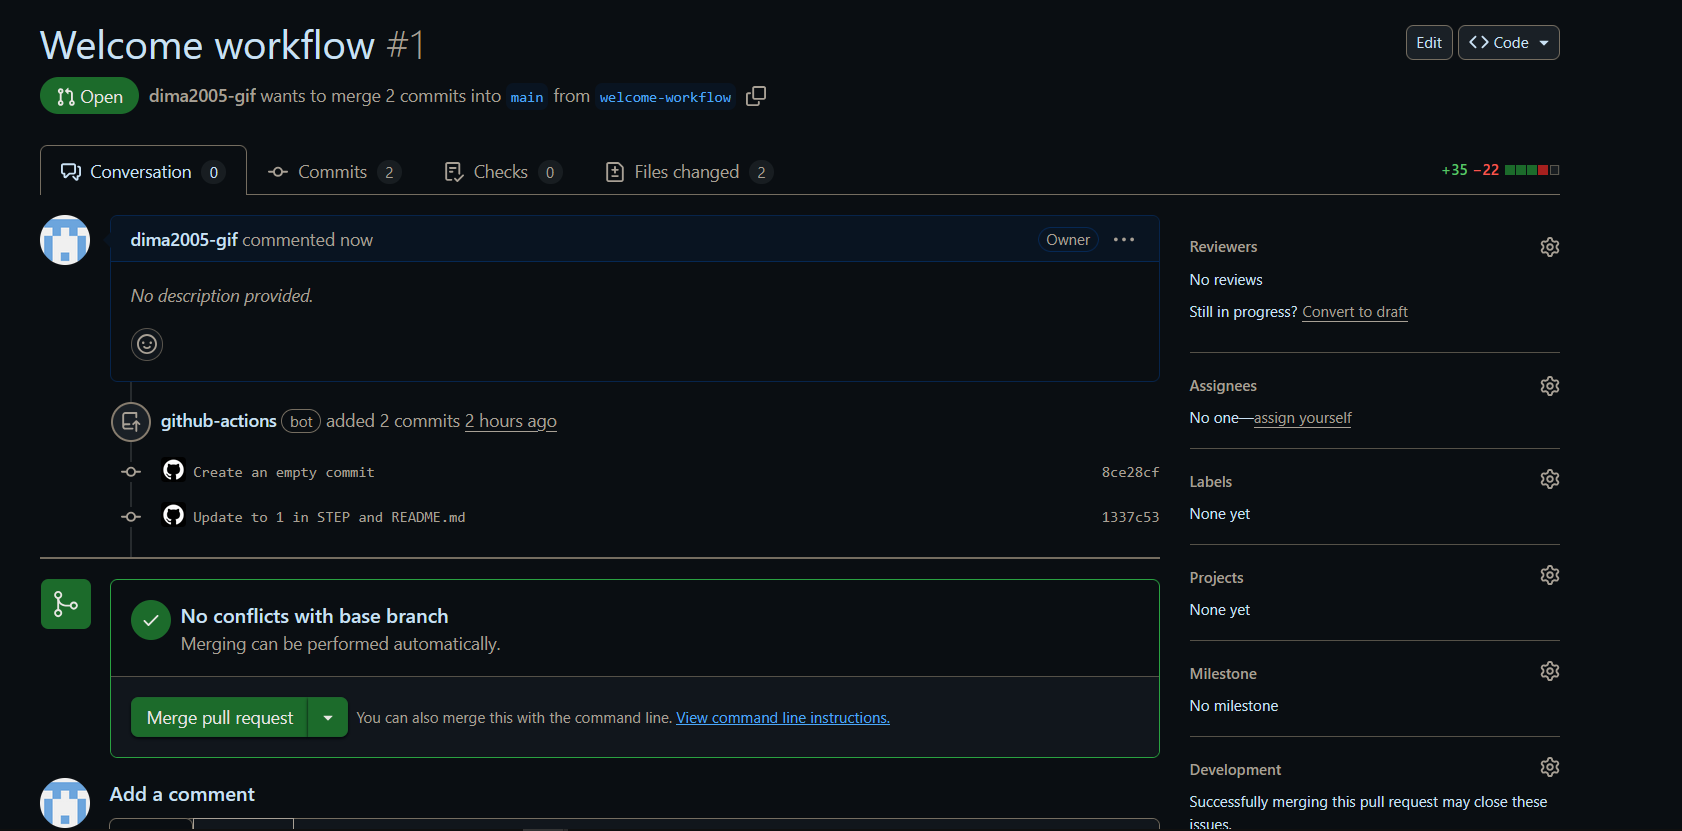 Welcome workflow #1
Edit
Code
Open
dima2005-gif wants to merge 2 commits into main from welcome-workflow
Conversation 0
Commits 2
Checks 0
Files changed 2
+35 −22
dima2005-gif commented now
Owner
No description provided.
github-actions bot added 2 commits 2 hours ago
Create an empty commit 8ce28cf
Update to 1 in STEP and README.md 1337c53
No conflicts with base branch
Merging can be performed automatically.
Merge pull request
You can also merge this with the command line. View command line instructions.
Add a comment
Reviewers
No reviews
Still in progress? Convert to draft
Assignees
No one—assign yourself
Labels
None yet
Projects
None yet
Milestone
No milestone
Development
Successfully merging this pull request may close these
issues.